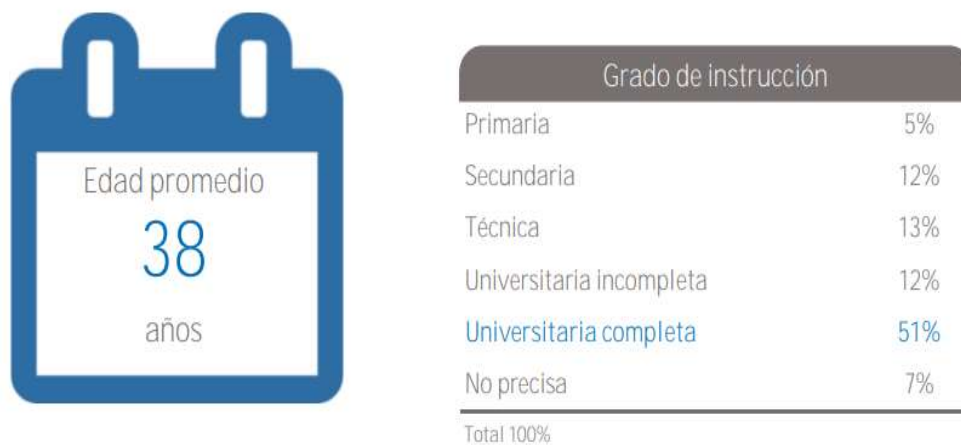 Edad promedio
38
años
Grado de instrucción
Primaria 5%
Secundaria 12%
Técnica 13%
Universitaria incompleta 12%
Universitaria completa 51%
No precisa 7%
Total 100%